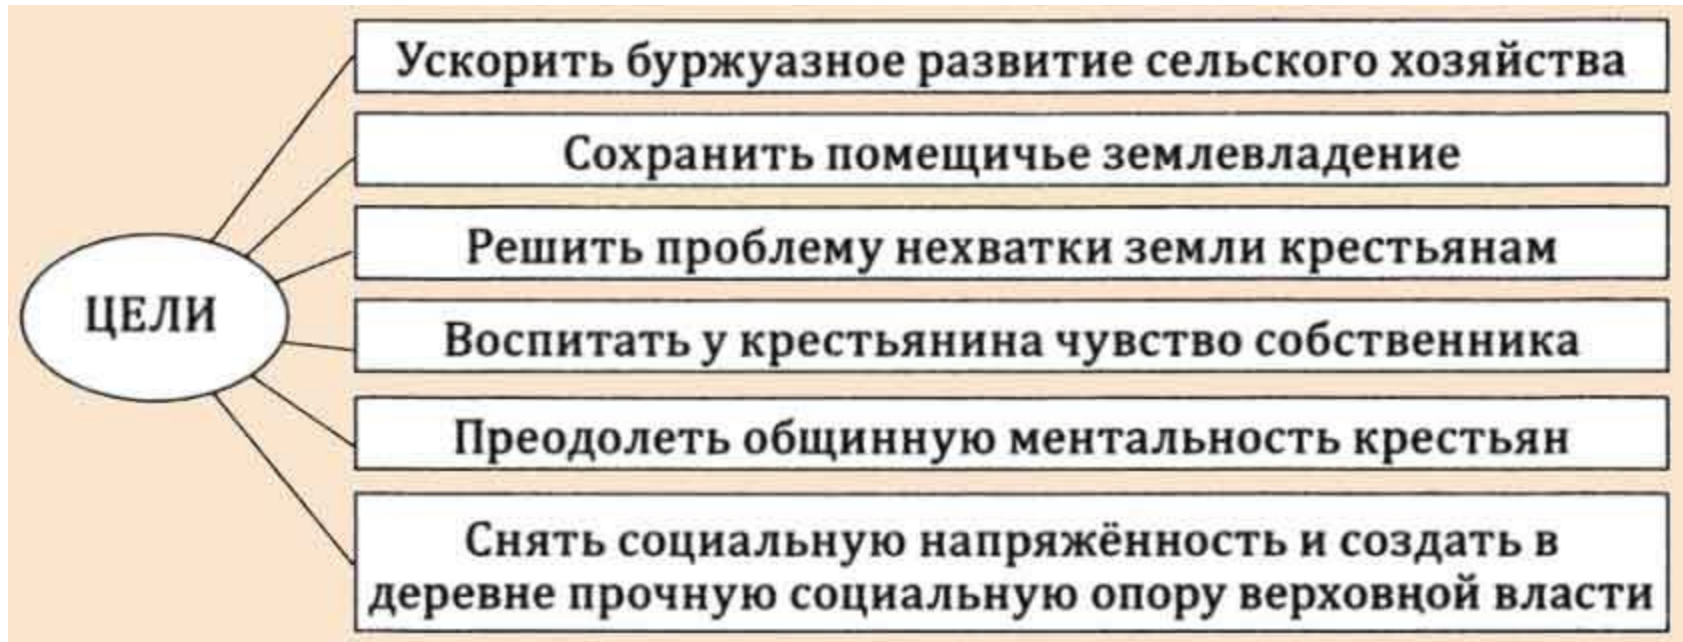 Ускорить буржуазное развитие сельского хозяйства
Сохранить помещичье землевладение
Решить проблему нехватки земли крестьянам
ЦЕЛИ
Воспитать у крестьянина чувство собственника
Преодолеть общинную ментальность крестьян
Снять социальную напряжённость и создать в
деревне прочную социальную опору верховной власти